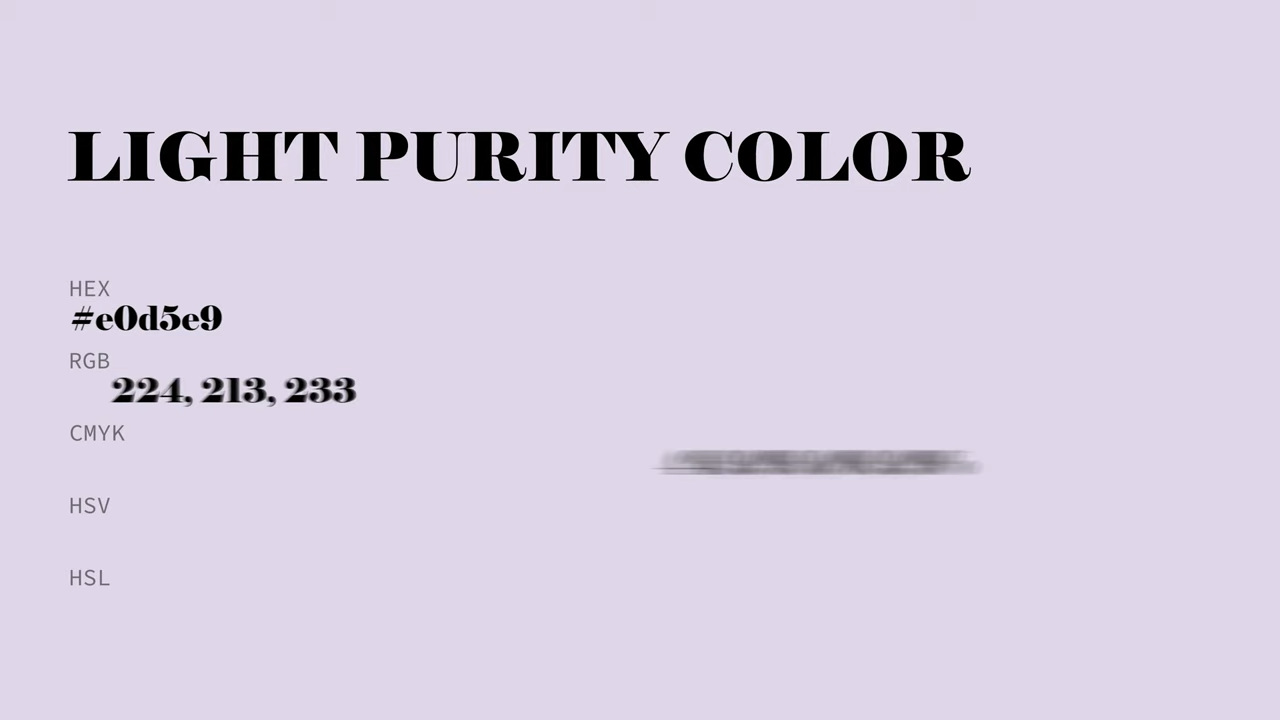 LIGHT PURITY COLOR
HEX
#e0d5e9
RGB
224, 213, 233
CMYK
HSV
HSL